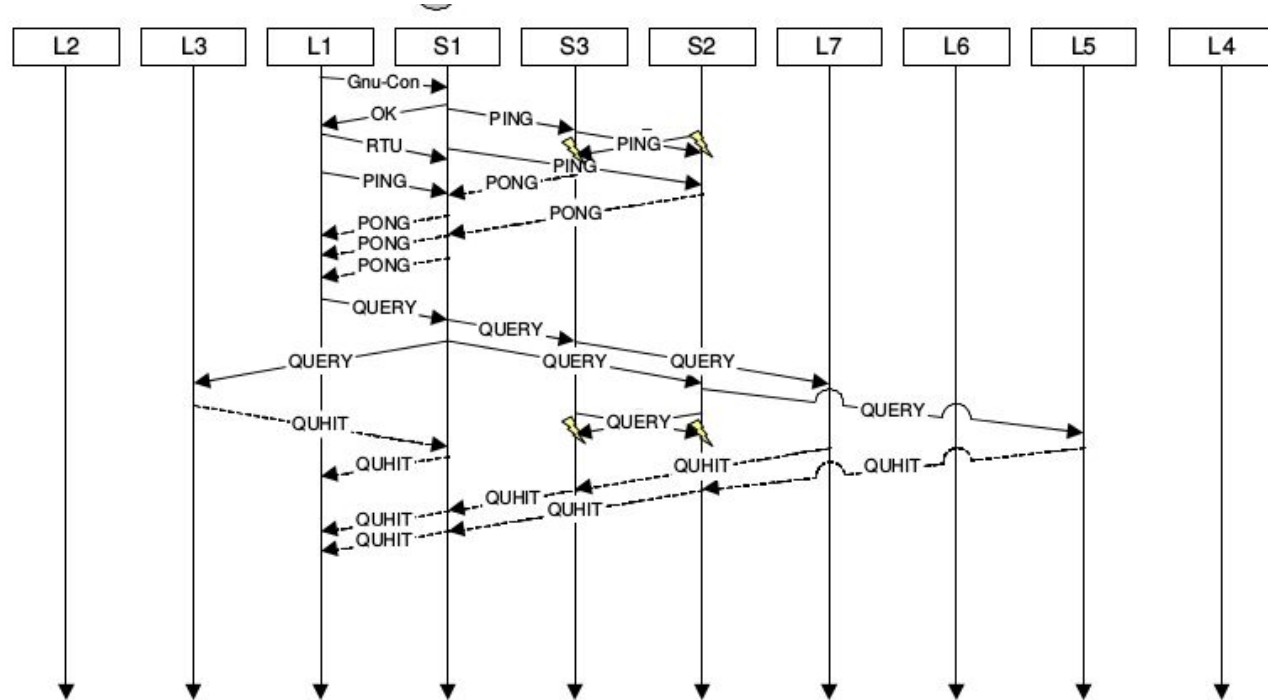 L2 L3 L1 S1 S3 S2 L7 L6 L5 L4
Gnu-Con
OK
PING
PING
RTU
PING
PING
PONG
PONG
PONG
PONG
PONG
QUERY
QUERY
QUERY
QUERY
QUERY
QUERY
QUERY
QUHIT
QUHIT
QUHIT
QUHIT
QUHIT
QUHIT
QUHIT
QUHIT